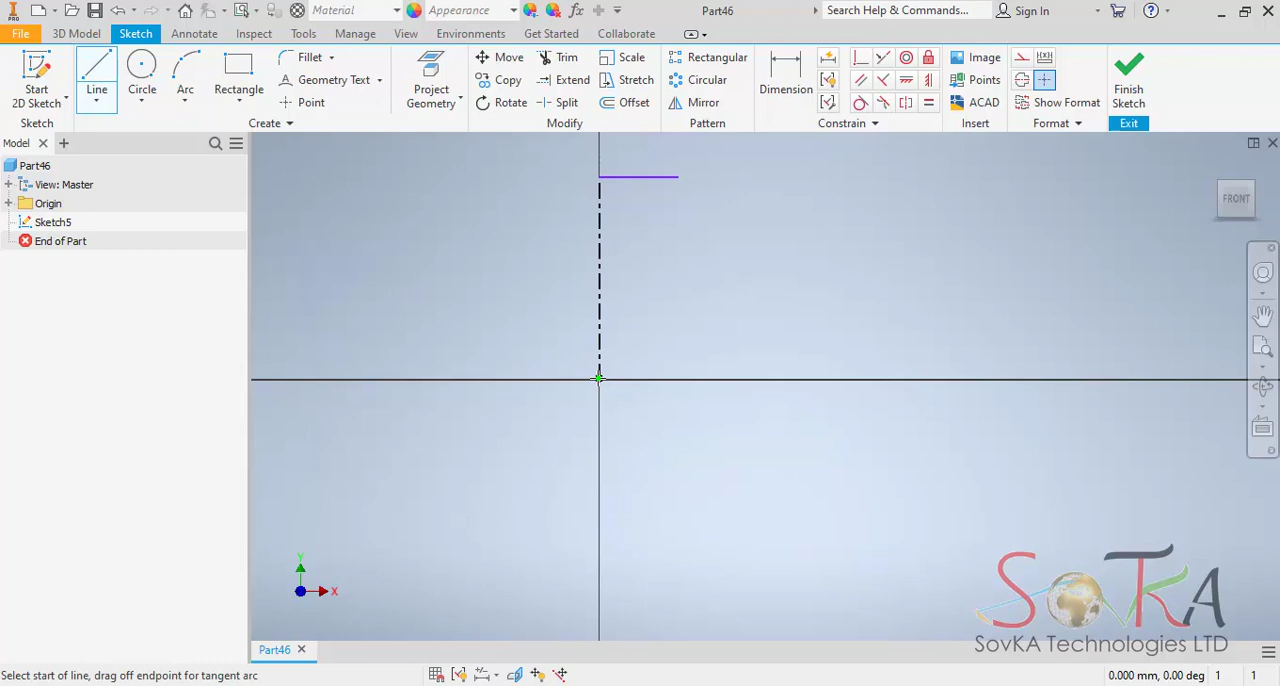 Material
Appearance
Part46
Search Help & Commands...
Sign In
PRO
File
3D Model
Sketch
Annotate
Inspect
Tools
Manage
View
Environments
Get Started
Collaborate
Start
2D Sketch
Line
Circle
Arc
Rectangle
Fillet
Geometry Text
Point
Project
Geometry
Move
Copy
Rotate
Trim
Extend
Split
Scale
Stretch
Offset
Rectangular
Circular
Mirror
Dimension
Image
Points
ACAD
Show Format
Finish
Sketch
Sketch
Create
Modify
Pattern
Constrain
Insert
Format
Exit
Model
Part46
View: Master
Origin
Sketch5
End of Part
FRONT
Y
X
SovKA
SovKA Technologies LTD
Part46
Select start of line, drag off endpoint for tangent arc
0.000 mm, 0.00 deg
1
1